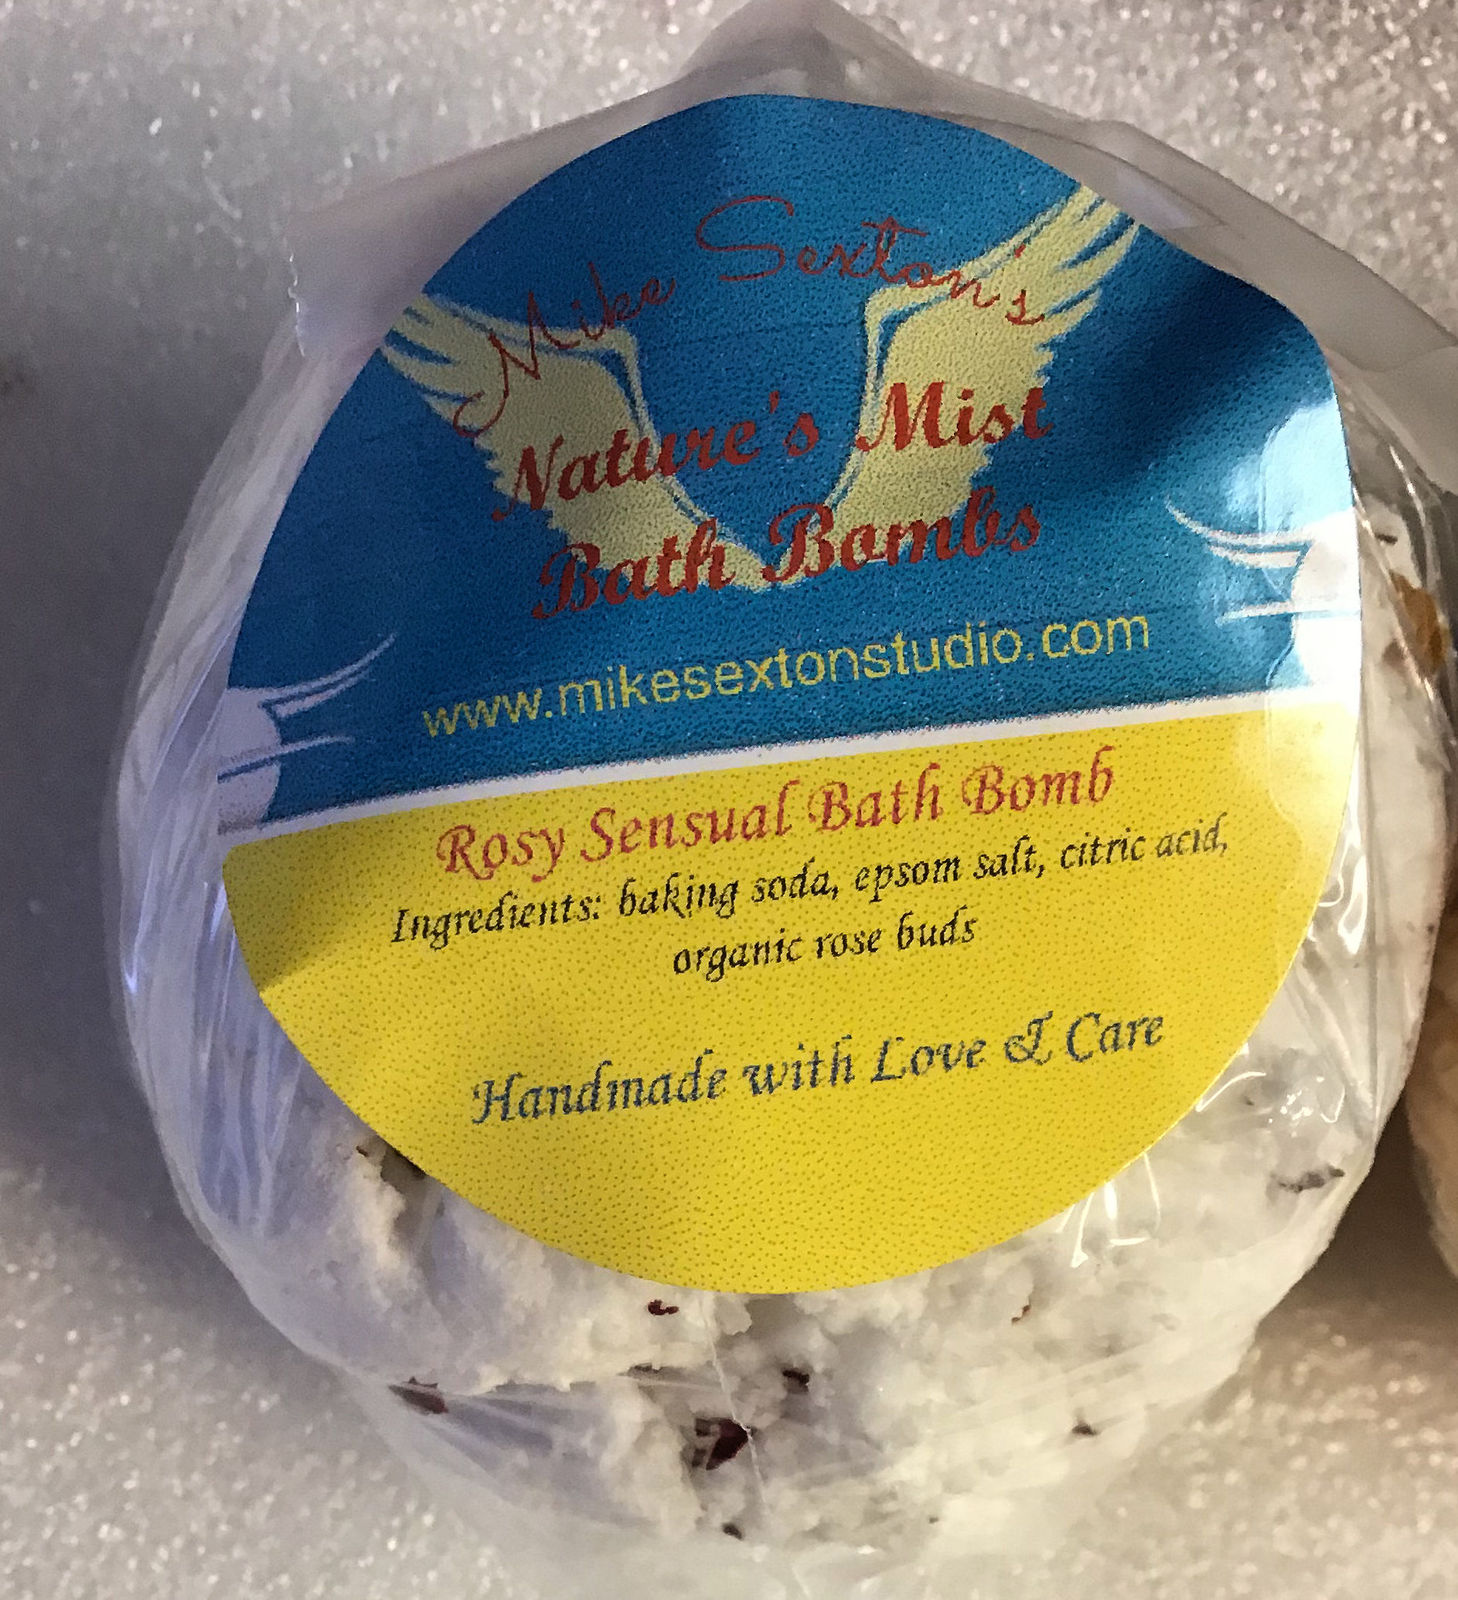 Mike Sexton's
Nature's Mist
Bath Bombs
www.mikesextonstudio.com
Rosy Sensual Bath Bomb
Ingredients: baking soda, epsom salt, citric acid,
organic rose buds
Handmade with Love & Care